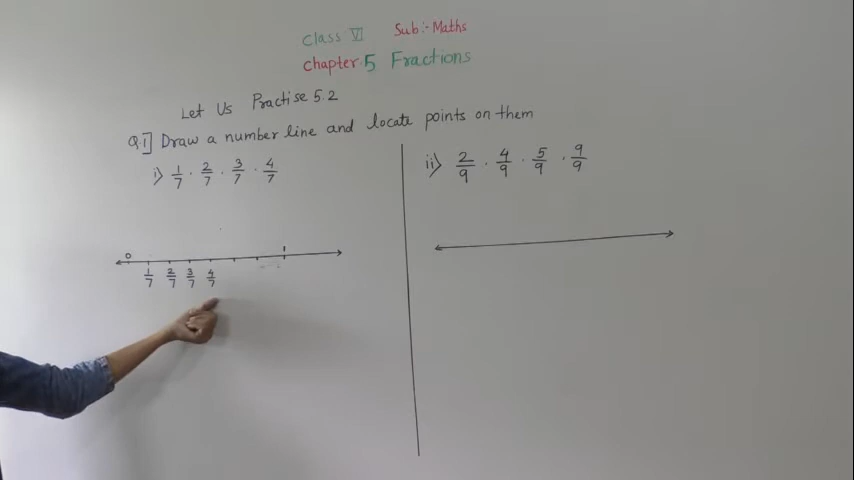 Class VI Sub:- Maths
Chapter.5 Fractions
Let Us Practise 5.2
Q.1] Draw a number line and locate points on them
i) 1/7 . 2/7 . 3/7 . 4/7
ii) 2/9 . 4/9 . 5/9 . 9/9
0 1
1/7 2/7 3/7 4/7